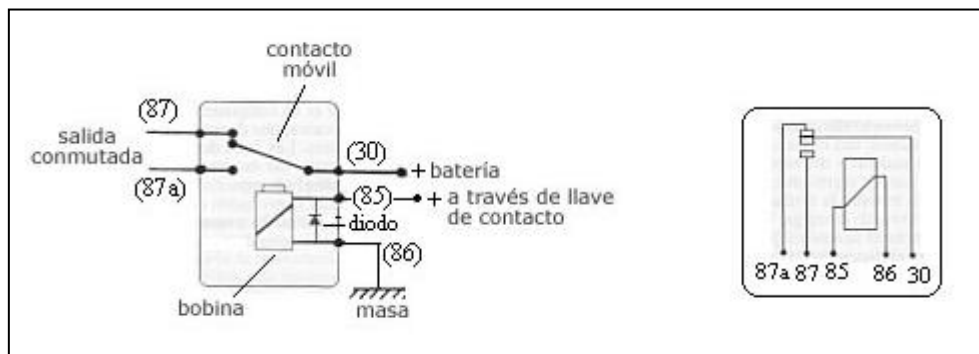 contacto
móvil
(87)
salida
conmutada
(87a)
(30)
+ batería
(85)
+ a través de llave
de contacto
diodo
(86)
bobina
masa
87a 87 85 86 30